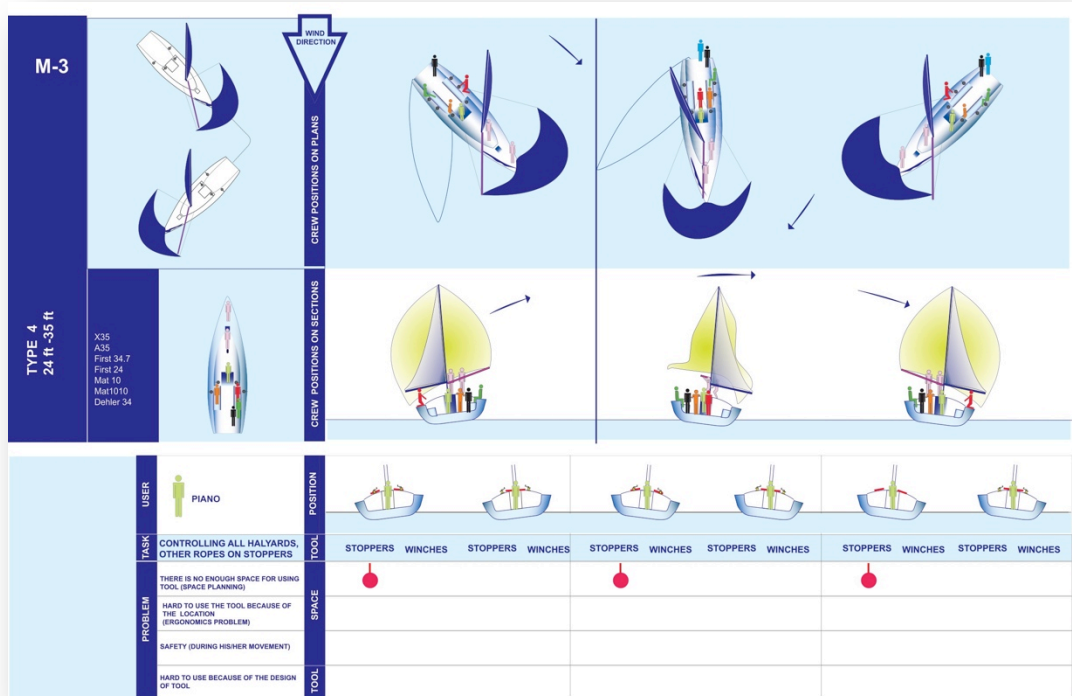 M-3
WIND
DIRECTION
CREW POSITIONS ON PLANS
TYPE 4
24 ft -35 ft
X35
A35
First 34.7
First 24
Mat 10
Mat1010
Dehler 34
CREW POSITIONS ON SECTIONS
USER
PIANO
POSITION
TASK
CONTROLLING ALL HALYARDS,
OTHER ROPES ON STOPPERS
TOOL
STOPPERS WINCHES STOPPERS WINCHES STOPPERS WINCHES STOPPERS WINCHES STOPPERS WINCHES STOPPERS WINCHES
PROBLEM
THERE IS NO ENOUGH SPACE FOR USING
TOOL (SPACE PLANNING)
HARD TO USE THE TOOL BECAUSE OF
THE LOCATION
(ERGONOMICS PROBLEM)
SAFETY (DURING HIS/HER MOVEMENT)
SPACE
HARD TO USE BECAUSE OF THE DESIGN
OF TOOL
TOOL